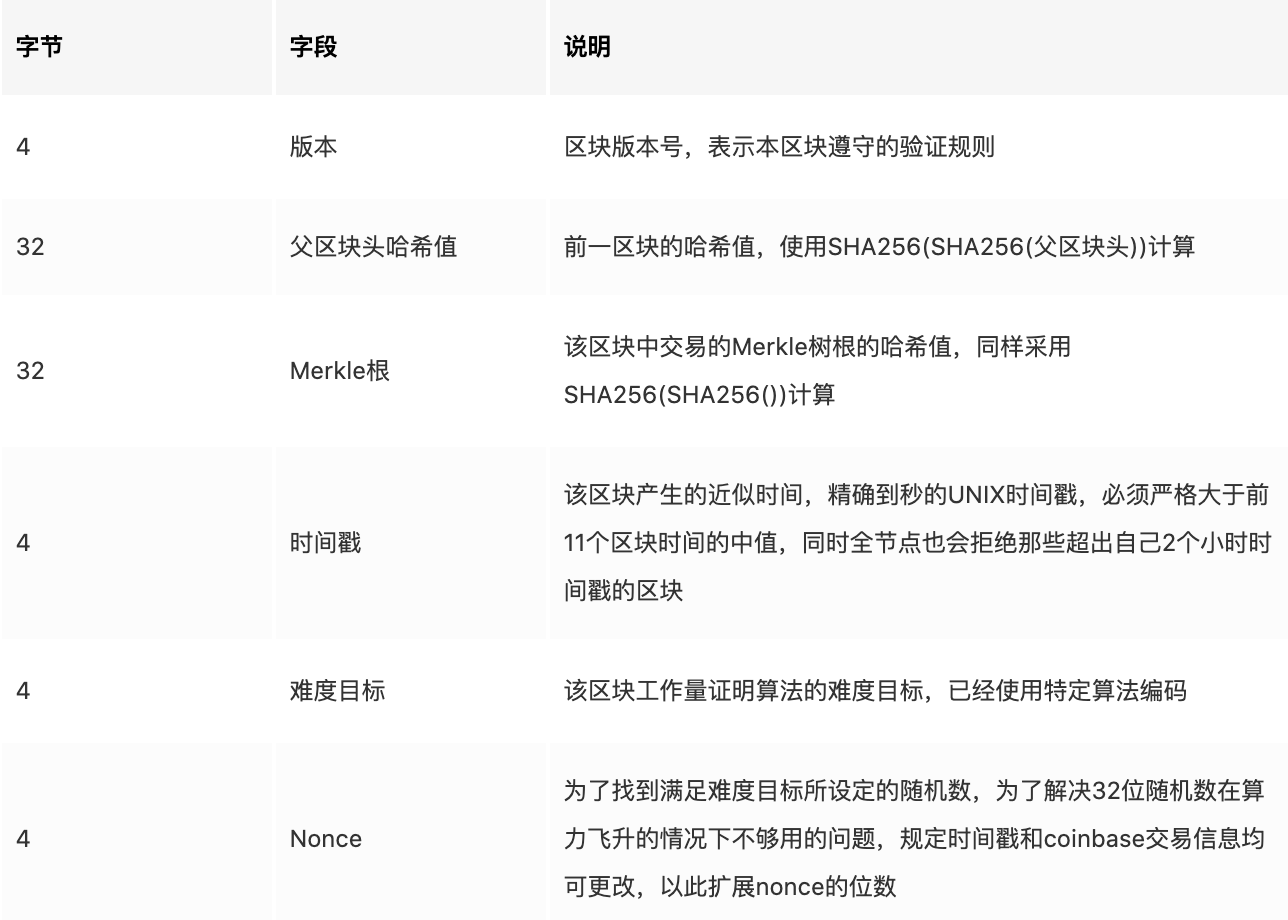 字节 字段 说明
4 版本 区块版本号，表示本区块遵守的验证规则
32 父区块头哈希值 前一区块的哈希值，使用SHA256(SHA256(父区块头))计算
32 Merkle根 该区块中交易的Merkle树根的哈希值，同样采用
SHA256(SHA256())计算
4 时间戳 该区块产生的近似时间，精确到秒的UNIX时间戳，必须严格大于前
11个区块时间的中值，同时全节点也会拒绝那些超出自己2个小时时
间戳的区块
4 难度目标 该区块工作量证明算法的难度目标，已经使用特定算法编码
4 Nonce 为了找到满足难度目标所设定的随机数，为了解决32位随机数在算
力飞升的情况下不够用的问题，规定时间戳和coinbase交易信息均
可更改，以此扩展nonce的位数